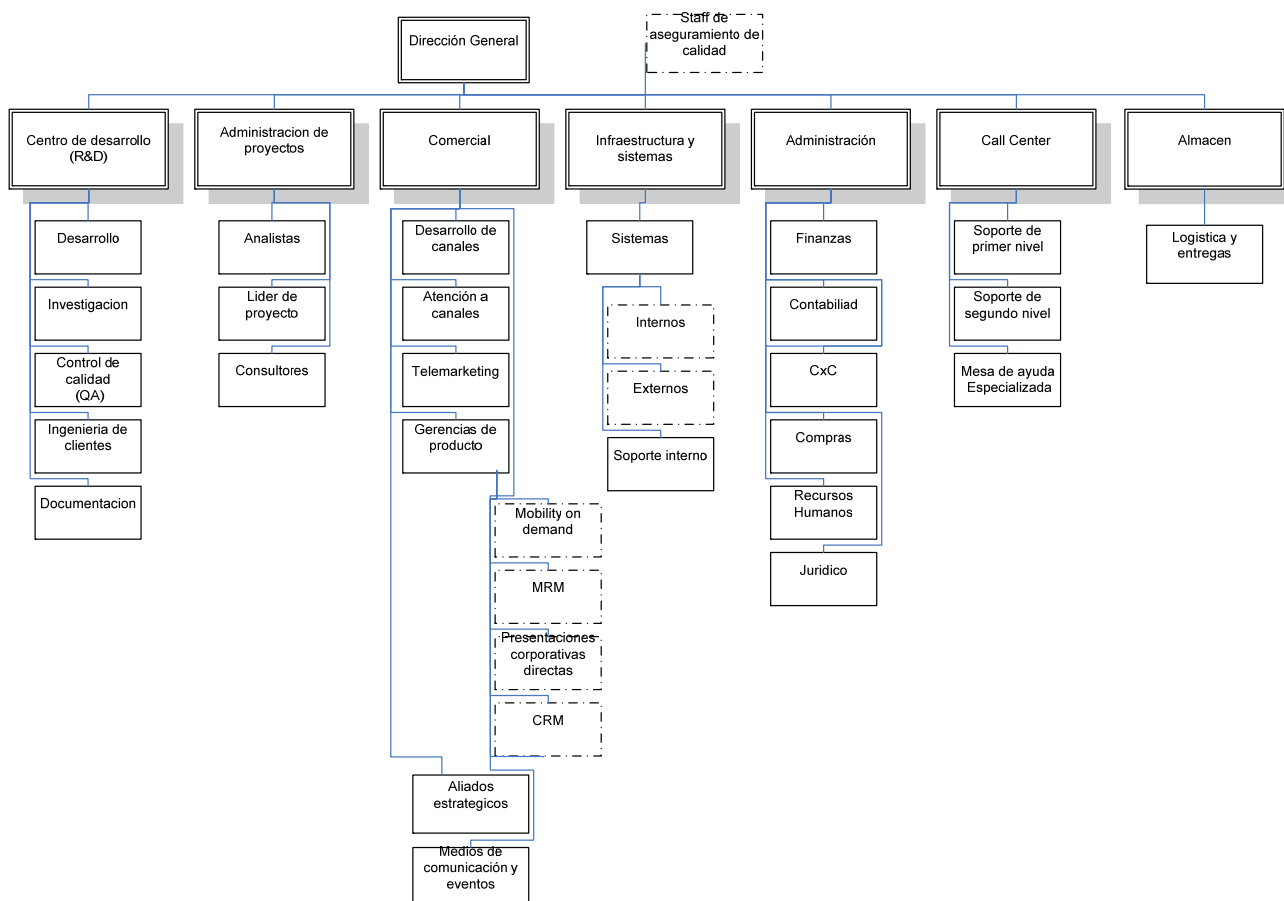 Dirección General
Staff de
aseguramiento de
calidad
Centro de desarrollo
(R&D)
Administracion de
proyectos
Comercial
Infraestructura y
sistemas
Administración
Call Center
Almacen
Desarrollo
Investigacion
Control de
calidad
(QA)
Ingenieria de
clientes
Documentacion
Analistas
Lider de
proyecto
Consultores
Desarrollo de
canales
Atención a
canales
Telemarketing
Gerencias de
producto
Mobility on
demand
MRM
Presentaciones
corporativas
directas
CRM
Aliados
estrategicos
Medios de
comunicación y
eventos
Sistemas
Internos
Externos
Soporte interno
Finanzas
Contabiliad
CxC
Compras
Recursos
Humanos
Juridico
Soporte de
primer nivel
Soporte de
segundo nivel
Mesa de ayuda
Especializada
Logistica y
entregas